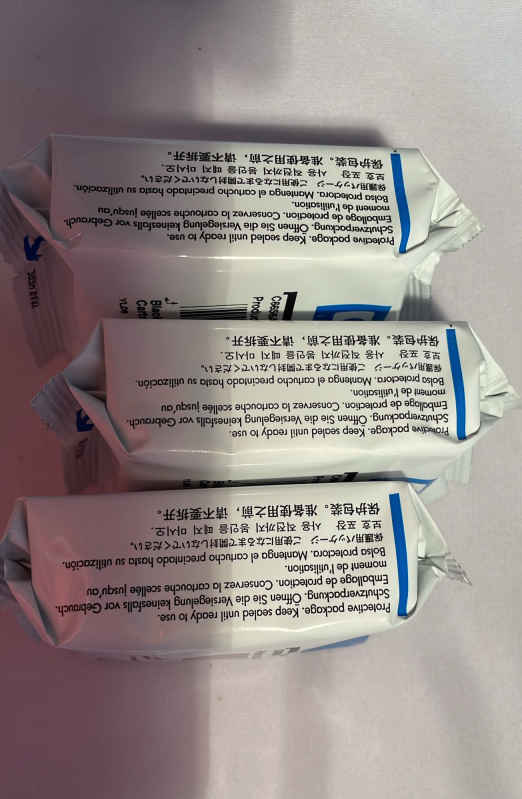 Protective package. Keep sealed until ready to use.
Schutzverpackung. Öffnen Sie die Versiegelung keinesfalls vor Gebrauch.
Emballage de protection. Conservez la cartouche scellée jusqu'au
moment de l'utilisation.
Bolsa protectora. Mantenga el cartucho precintado hasta su utilización.
保護用パッケージ ご使用になるまで開封しないでください。
보호 포장 사용 직전까지 봉인을 떼지 마시오.
保护包装。准备使用之前，请不要拆开。
Protective package. Keep sealed until ready to use.
Schutzverpackung. Öffnen Sie die Versiegelung keinesfalls vor Gebrauch.
Emballage de protection. Conservez la cartouche scellée jusqu'au
moment de l'utilisation.
Bolsa protectora. Mantenga el cartucho precintado hasta su utilización.
保護用パッケージ ご使用になるまで開封しないでください。
보호 포장 사용 직전까지 봉인을 떼지 마시오.
保护包装。准备使用之前，请不要拆开。
Protective package. Keep sealed until ready to use.
Schutzverpackung. Öffnen Sie die Versiegelung keinesfalls vor Gebrauch.
Emballage de protection. Conservez la cartouche scellée jusqu'au
moment de l'utilisation.
Bolsa protectora. Mantenga el cartucho precintado hasta su utilización.
保護用パッケージ ご使用になるまで開封しないでください。
보호 포장 사용 직전까지 봉인을 떼지 마시오.
保护包装。准备使用之前，请不要拆开。